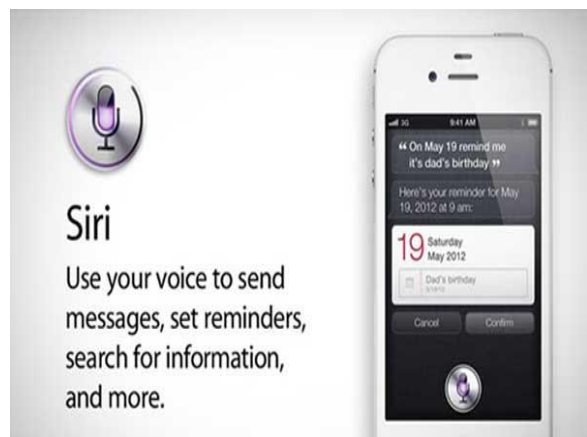 Siri
Use your voice to send
messages, set reminders,
search for information,
and more.
3G 9:41 AM
“ On May 19 remind me
it's dad's birthday ”
Here's your reminder for May
19, 2012 at 9 am:
19 Saturday
May 2012
Dad's birthday
Cancel Confirm